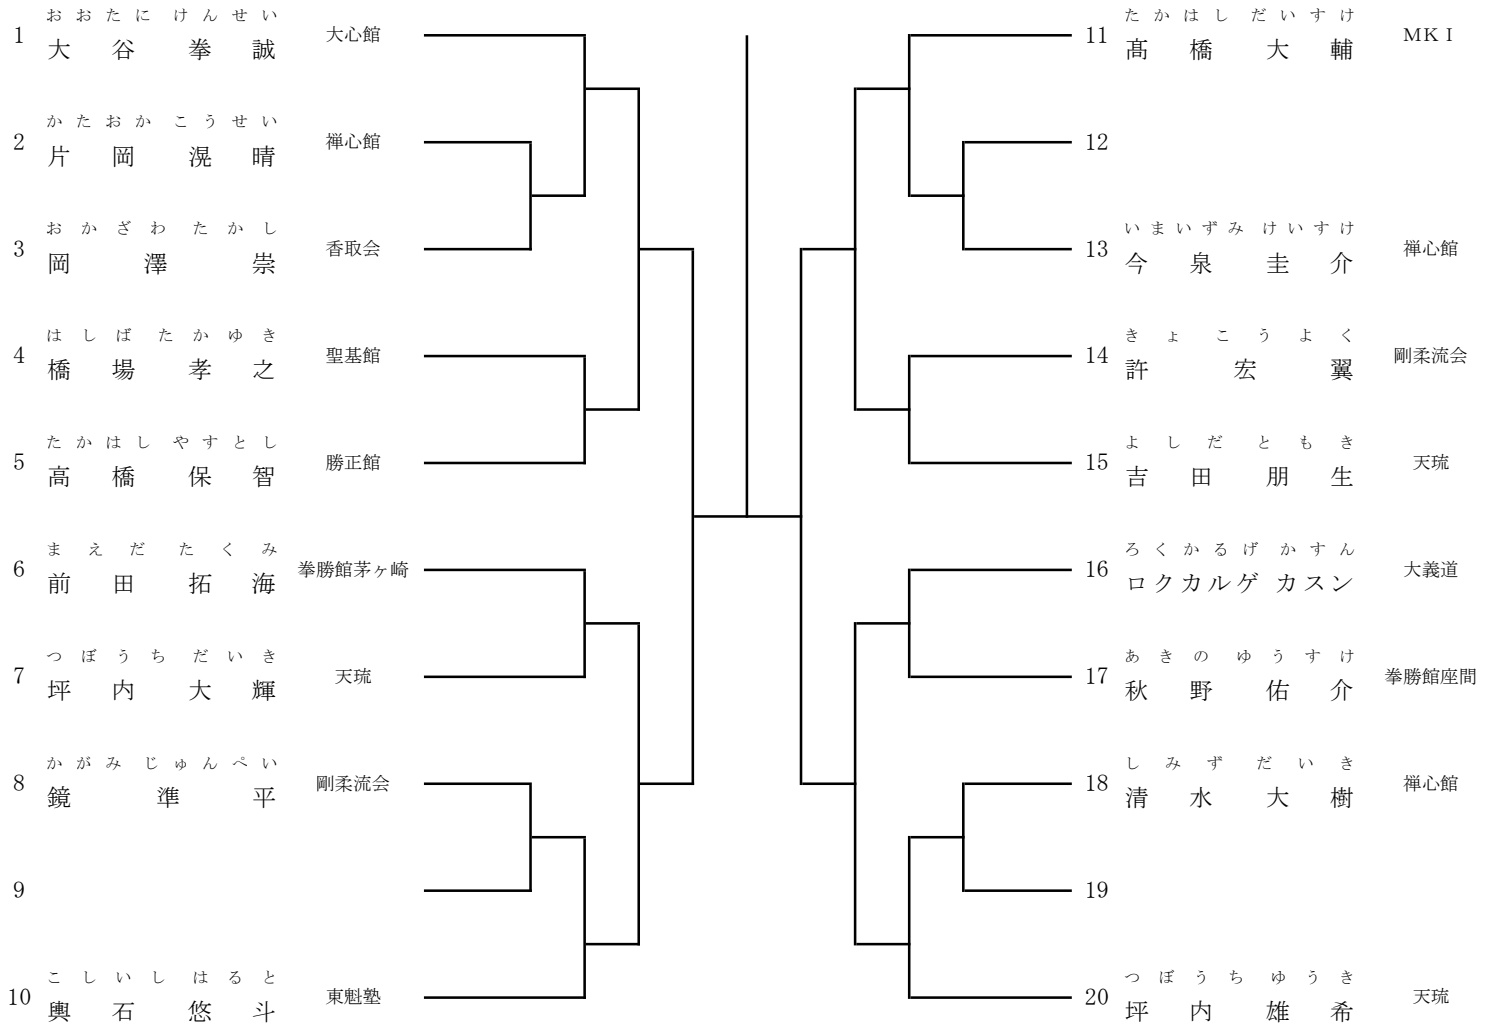 おおたに けんせい
1 大谷 拳誠 大心館
かたおか こうせい
2 片岡 滉晴 禅心館
おかざわ たかし
3 岡澤 崇 香取会
はしば たかゆき
4 橋場 孝之 聖基館
たかはし やすとし
5 高橋 保智 勝正館
まえだ たくみ
6 前田 拓海 拳勝館茅ヶ崎
つぼうち だいき
7 坪内 大輝 天琉
かがみ じゅんぺい
8 鏡 準平 剛柔流会
9
こしいし はると
10 輿石 悠斗 東魁塾
たかはし だいすけ
11 髙橋 大輔 MKI
12
いまいずみ けいすけ
13 今泉 圭介 禅心館
きょ こうよく
14 許 宏翼 剛柔流会
よしだ ともき
15 吉田 朋生 天琉
ろくかるげ かすん
16 ロクカルゲ カスン 大義道
あきの ゆうすけ
17 秋野 佑介 拳勝館座間
しみず だいき
18 清水 大樹 禅心館
19
つぼうち ゆうき
20 坪内 雄希 天琉